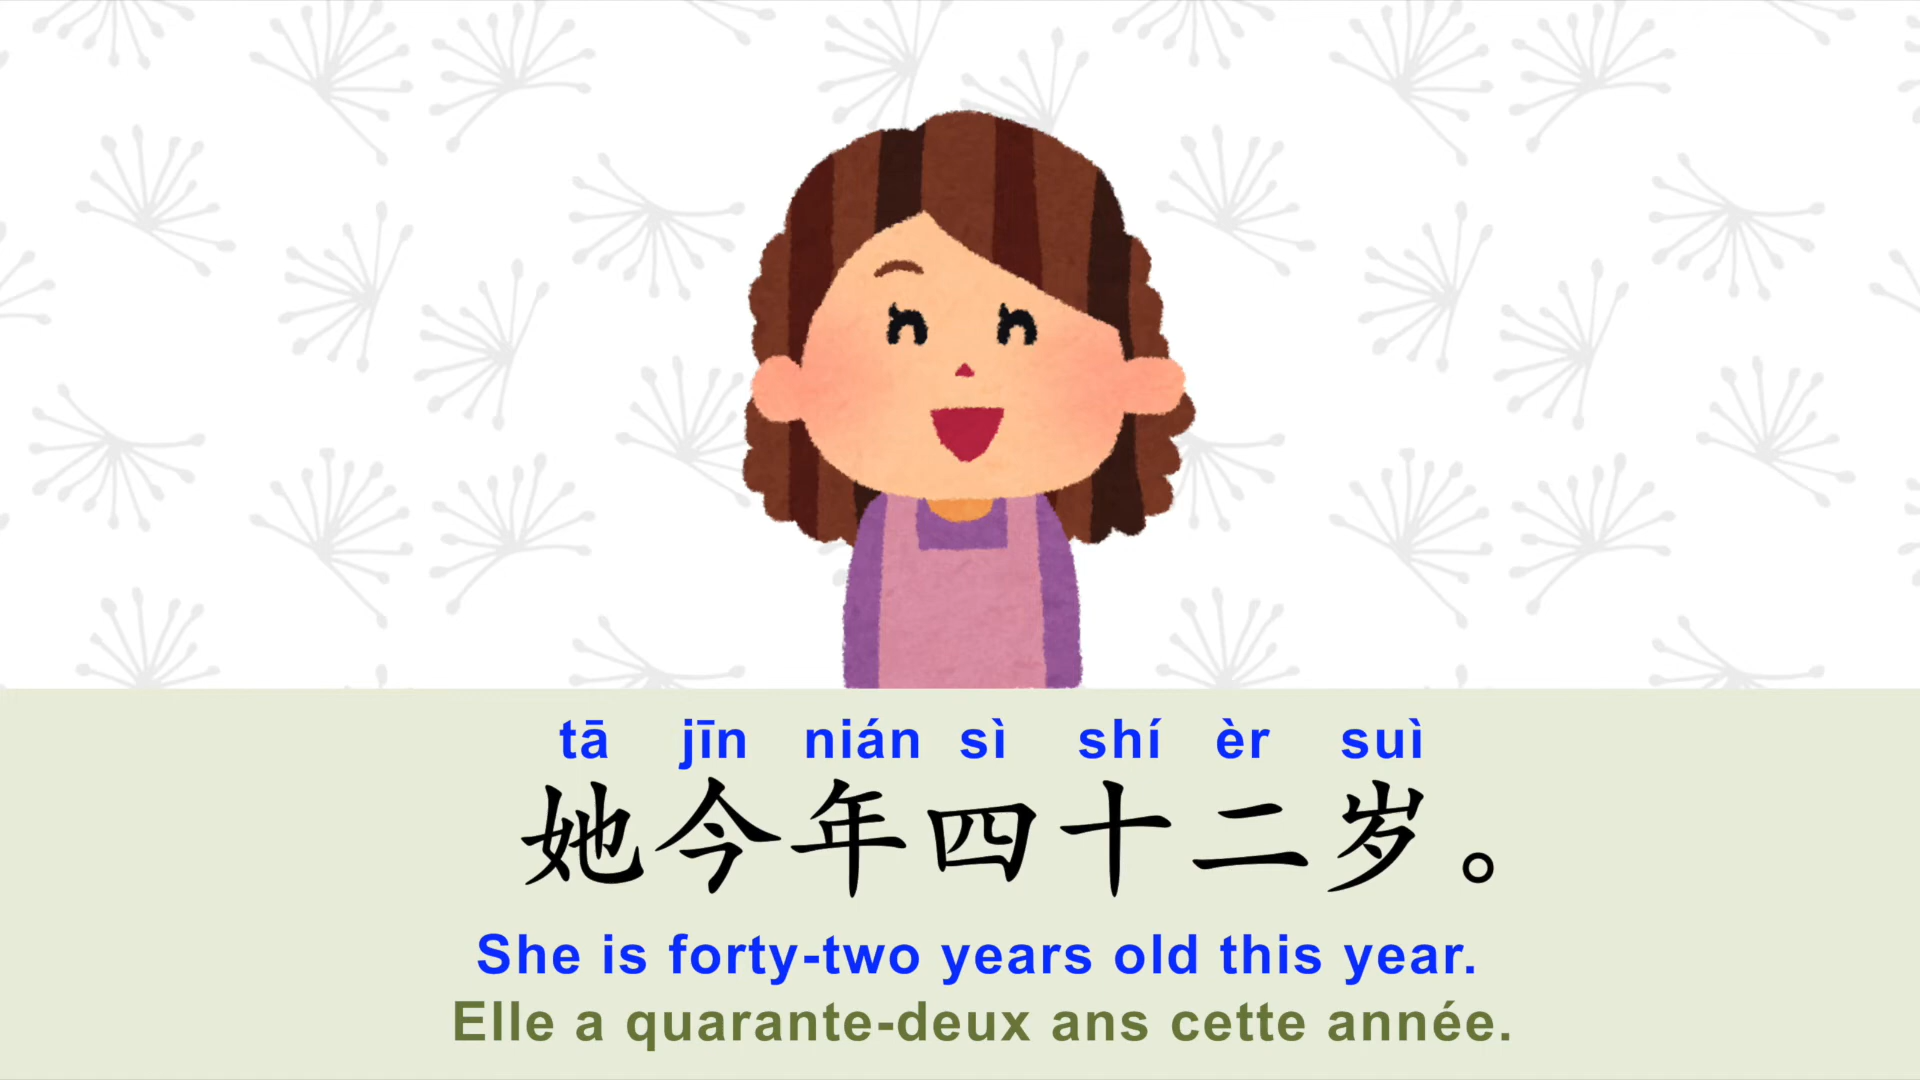 tā jīn nián sì shí èr suì
她今年四十二岁。
She is forty-two years old this year.
Elle a quarante-deux ans cette année.